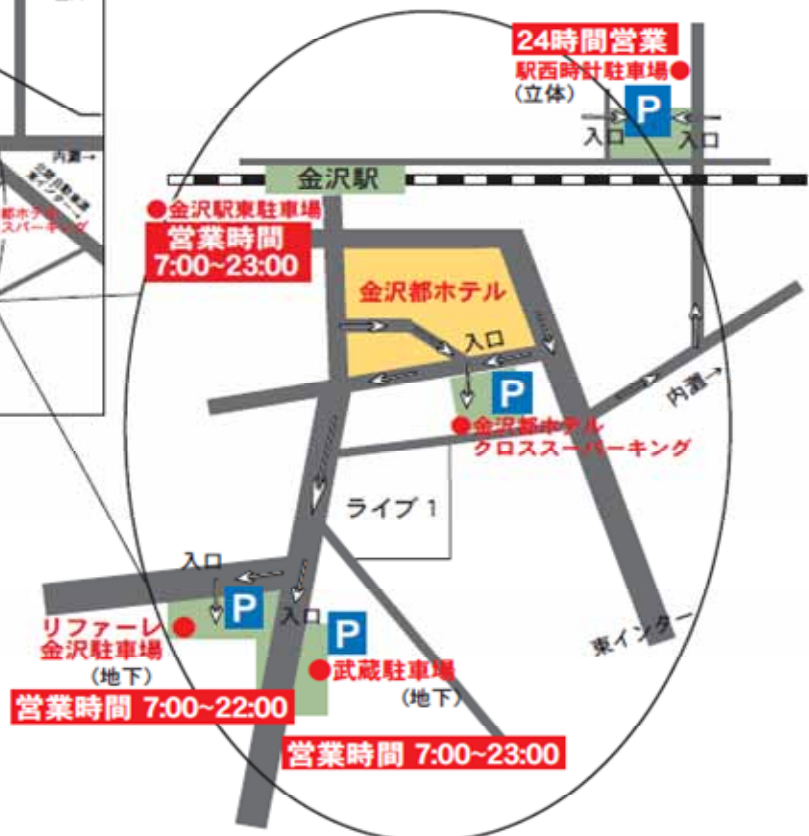 24時間営業
駅西時計駐車場
(立体)
P
入口
入口
内灘→
金沢駅
金沢駅東駐車場
営業時間
7:00~23:00
金沢都ホテル
入口
P
内灘→
金沢都ホテル
クロススーパーキング
ライブ 1
入口
P
入口
P
リファーレ
金沢駐車場
(地下)
武蔵駐車場
(地下)
東インター
営業時間 7:00~22:00
営業時間 7:00~23:00